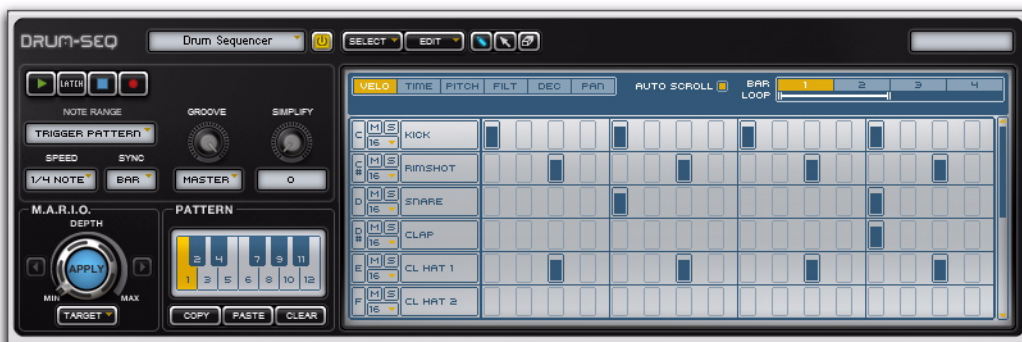 DRUM-SEQ Drum Sequencer SELECT EDIT
LATCH
NOTE RANGE GROOVE SIMPLIFY
TRIGGER PATTERN
SPEED SYNC
1/4 NOTE BAR MASTER 0
M.A.R.I.O.
DEPTH
APPLY
MIN MAX
TARGET
PATTERN
2 4 7 9 11
1 3 5 6 8 10 12
COPY PASTE CLEAR
VELO TIME PITCH FILT DEC PAN AUTO SCROLL BAR 1 2 3 4
LOOP
C M S 16 KICK
C# M S 16 RIMSHOT
D M S 16 SNARE
D# M S 16 CLAP
E M S 16 CL HAT 1
F M S 16 CL HAT 2